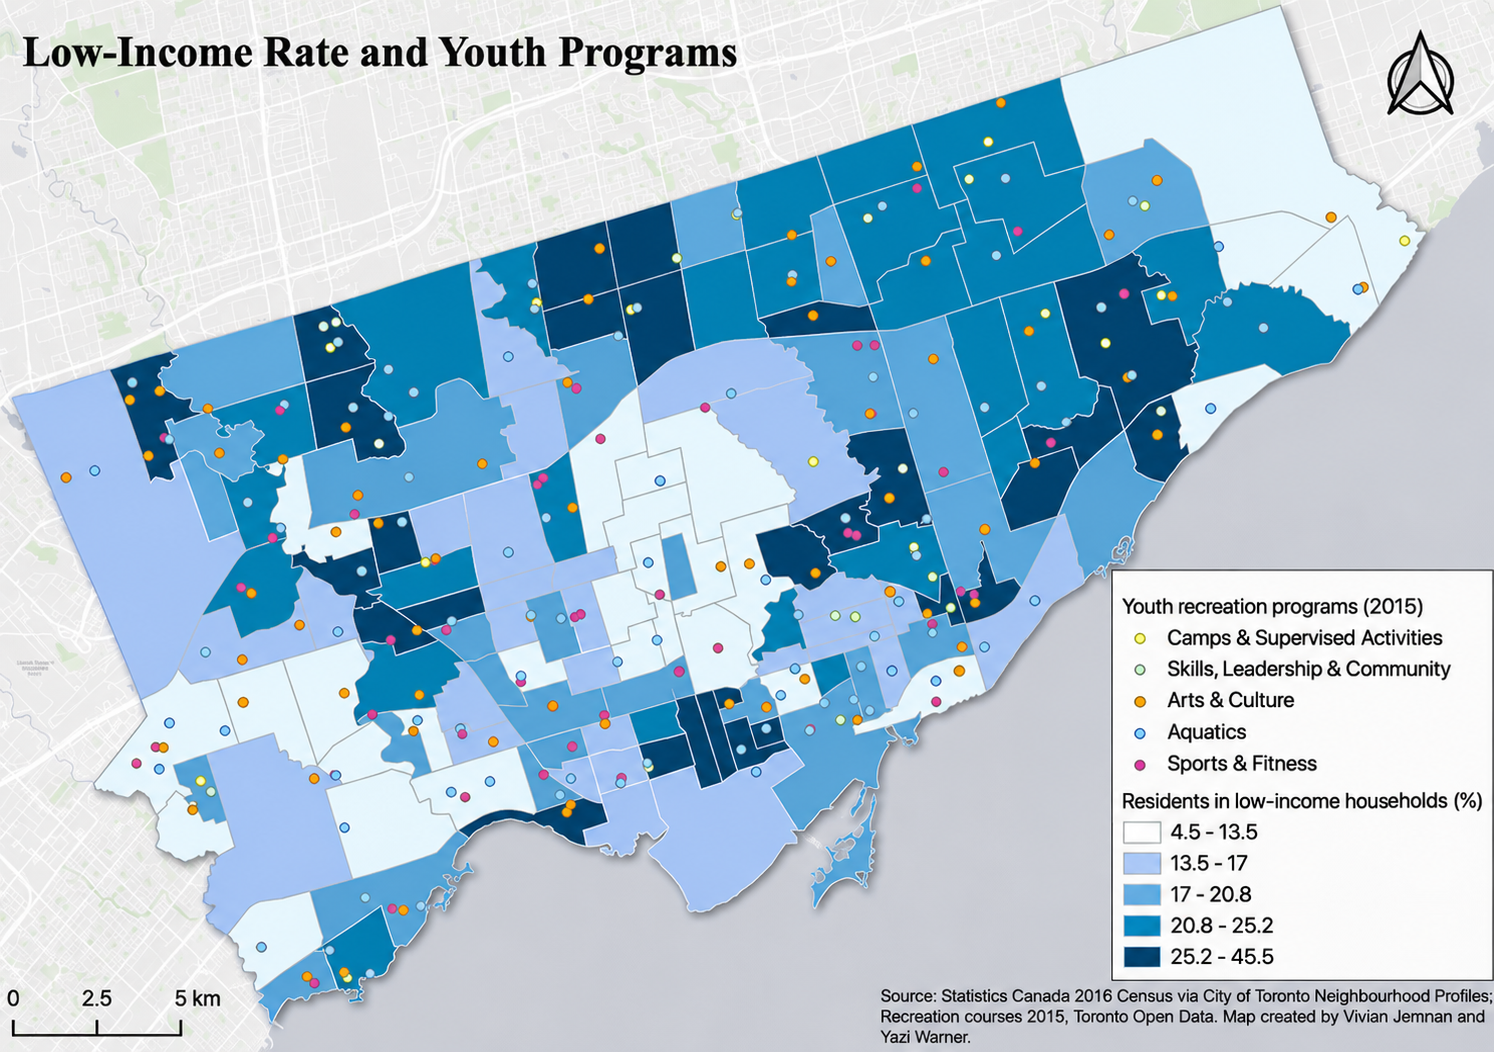 Low-Income Rate and Youth Programs
Youth recreation programs (2015)
Camps & Supervised Activities
Skills, Leadership & Community
Arts & Culture
Aquatics
Sports & Fitness
Residents in low-income households (%)
4.5 - 13.5
13.5 - 17
17 - 20.8
20.8 - 25.2
25.2 - 45.5
0 2.5 5 km
Source: Statistics Canada 2016 Census via City of Toronto Neighbourhood Profiles;
Recreation courses 2015, Toronto Open Data. Map created by Vivian Jemnan and
Yazi Warner.